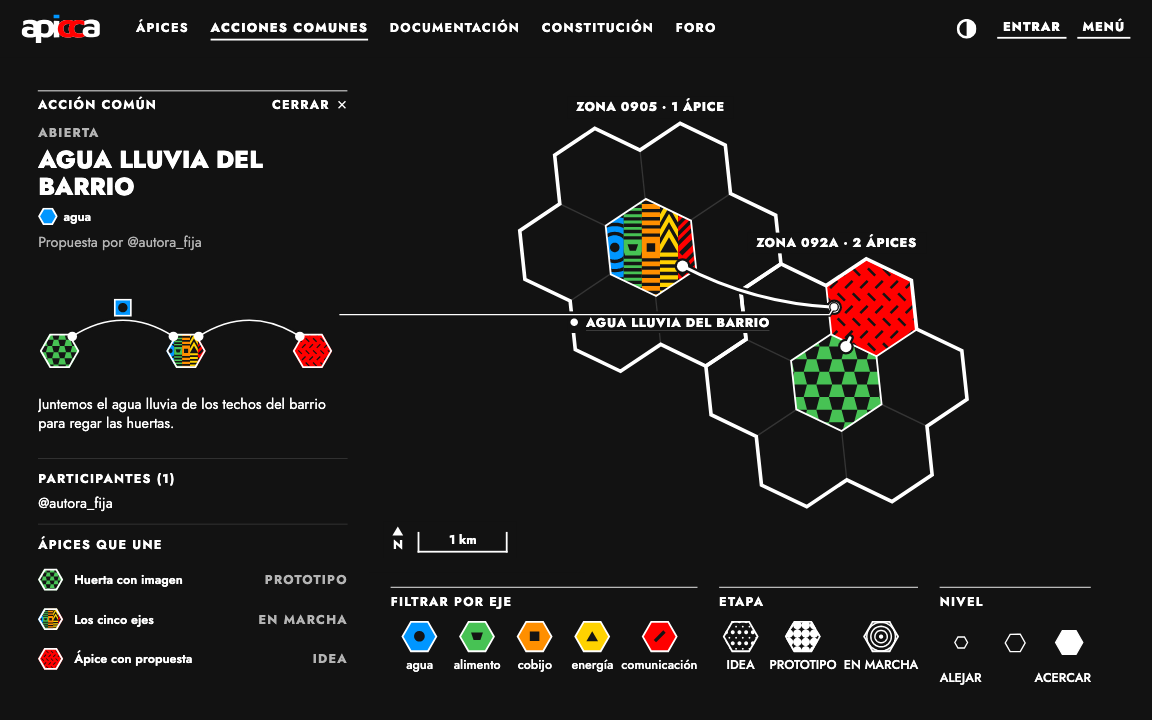 apicca
ÁPICES
ACCIONES COMUNES
DOCUMENTACIÓN
CONSTITUCIÓN
FORO
ENTRAR
MENÚ
ACCIÓN COMÚN
CERRAR ×
ABIERTA
AGUA LLUVIA DEL
BARRIO
agua
Propuesta por @autora_fija
Juntemos el agua lluvia de los techos del barrio
para regar las huertas.
PARTICIPANTES (1)
@autora_fija
ÁPICES QUE UNE
Huerta con imagen
PROTOTIPO
Los cinco ejes
EN MARCHA
Ápice con propuesta
IDEA
ZONA 0905 · 1 ÁPICE
ZONA 092A · 2 ÁPICES
AGUA LLUVIA DEL BARRIO
N
1 km
FILTRAR POR EJE
agua
alimento
cobijo
energía
comunicación
ETAPA
IDEA
PROTOTIPO
EN MARCHA
NIVEL
ALEJAR
ACERCAR